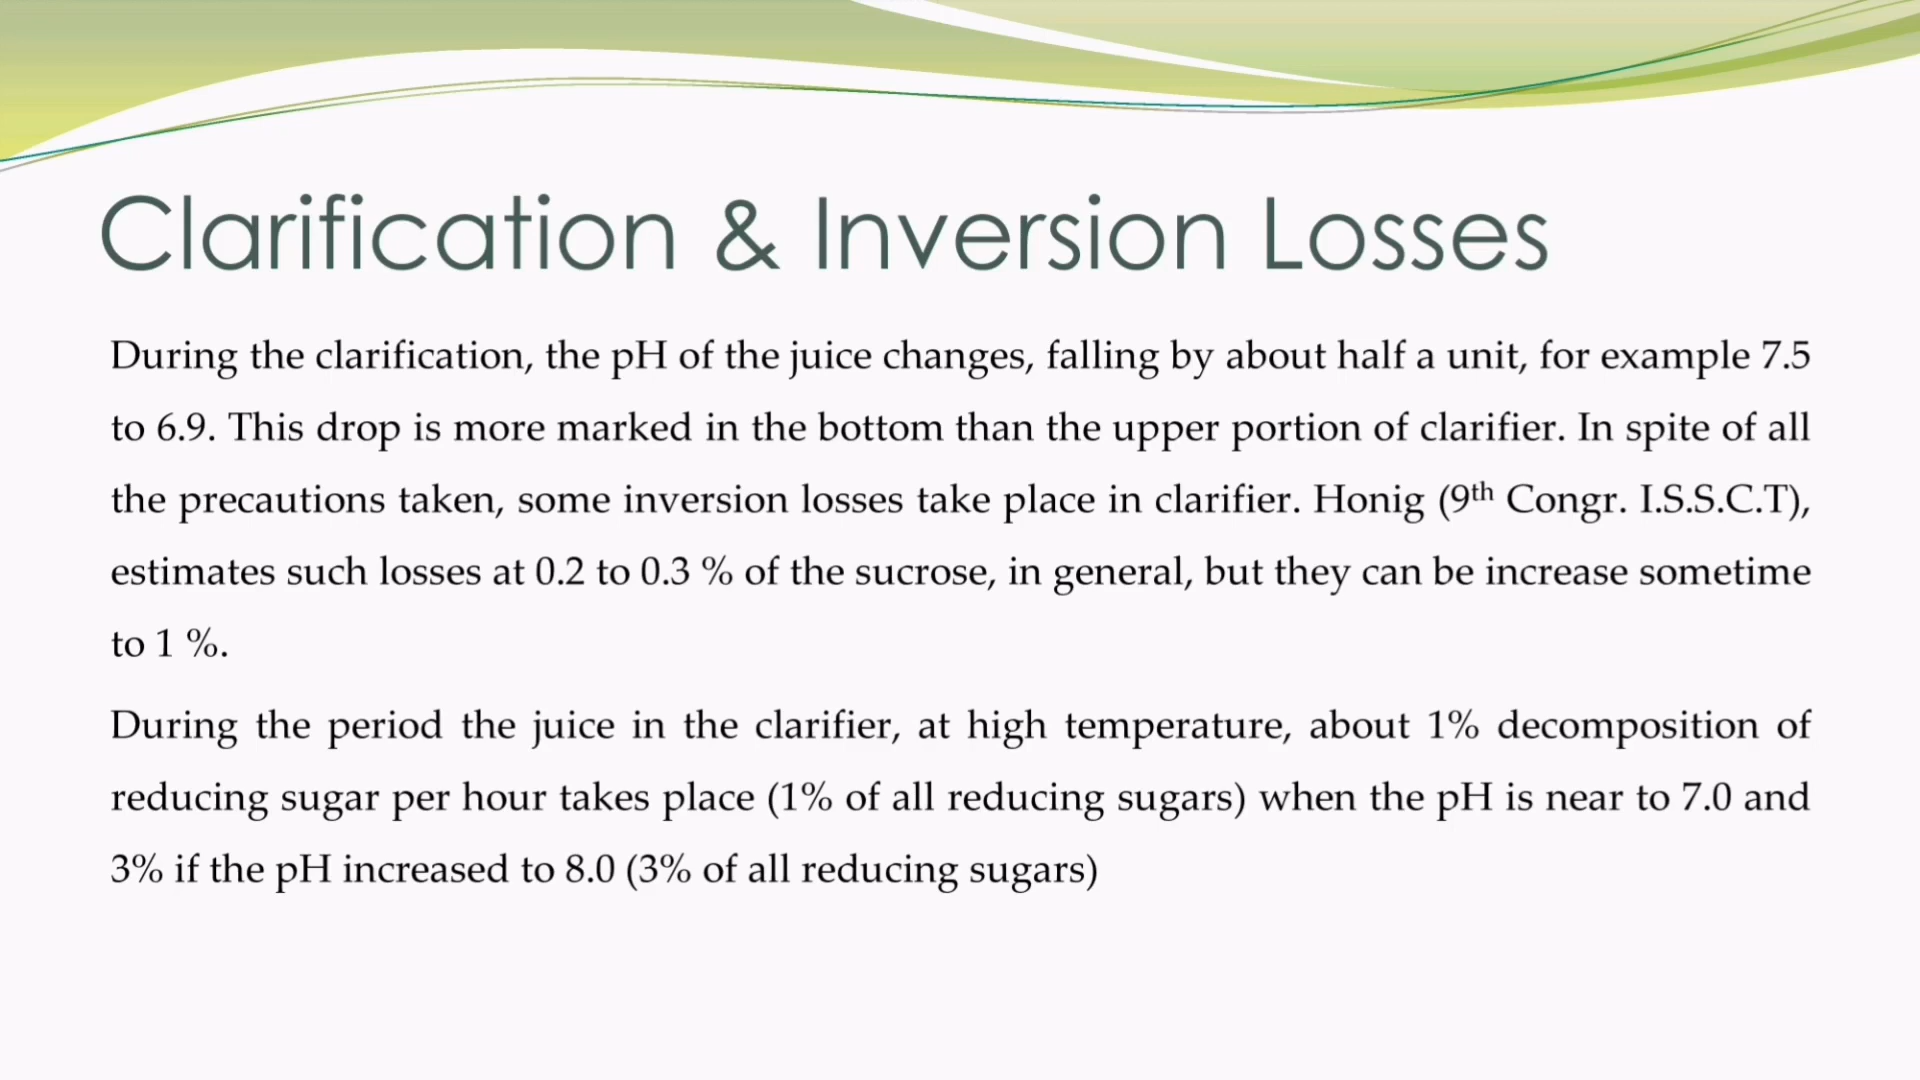 Clarification & Inversion Losses
During the clarification, the pH of the juice changes, falling by about half a unit, for example 7.5
to 6.9. This drop is more marked in the bottom than the upper portion of clarifier. In spite of all
the precautions taken, some inversion losses take place in clarifier. Honig (9th Congr. I.S.S.C.T),
estimates such losses at 0.2 to 0.3 % of the sucrose, in general, but they can be increase sometime
to 1 %.
During the period the juice in the clarifier, at high temperature, about 1% decomposition of
reducing sugar per hour takes place (1% of all reducing sugars) when the pH is near to 7.0 and
3% if the pH increased to 8.0 (3% of all reducing sugars)